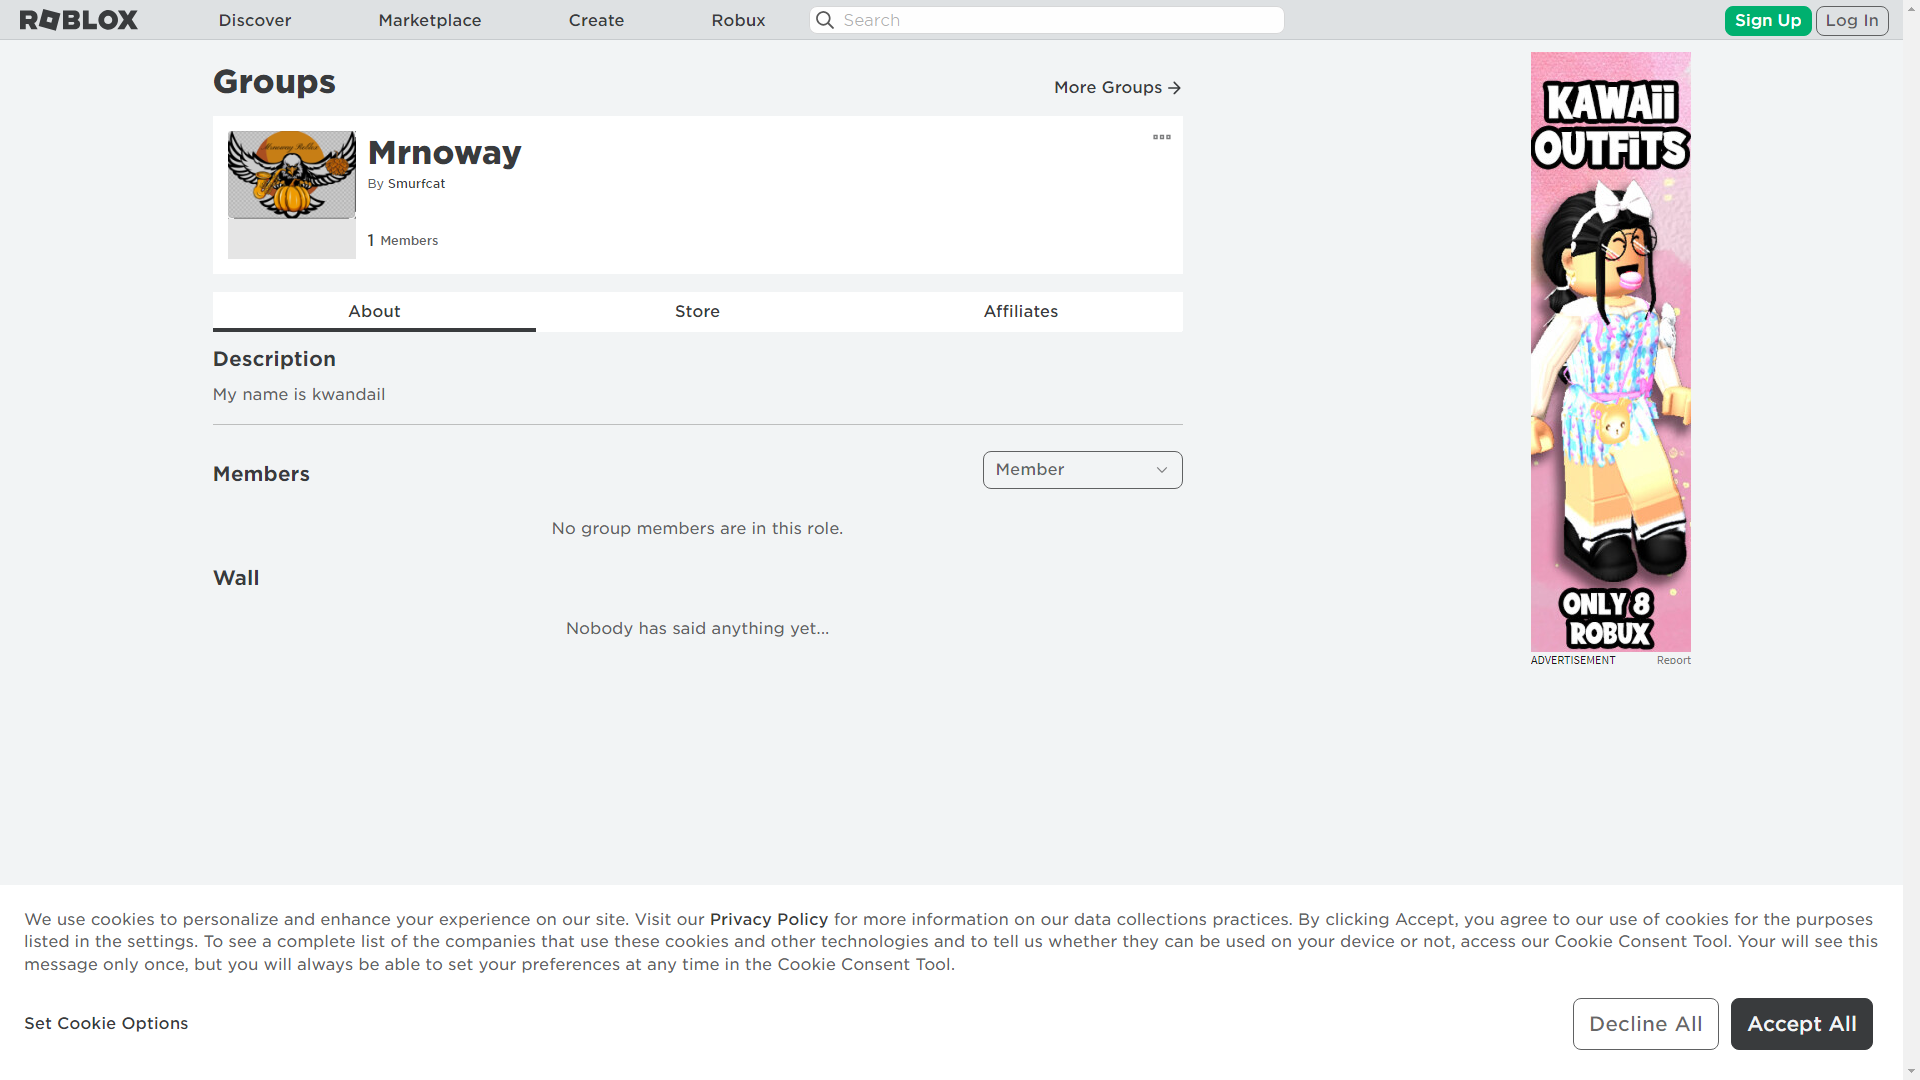 ROBLOX
Discover
Marketplace
Create
Robux
Search
Sign Up
Log In
Groups
More Groups
Mrnoway Roblox
Mrnoway
By Smurfcat
1 Members
About
Store
Affiliates
Description
My name is kwandail
Members
Member
No group members are in this role.
Wall
Nobody has said anything yet...
KAWAii
OUTFiTS
ONLY 8
ROBUX
ADVERTISEMENT
Report
We use cookies to personalize and enhance your experience on our site. Visit our Privacy Policy for more information on our data collections practices. By clicking Accept, you agree to our use of cookies for the purposes
listed in the settings. To see a complete list of the companies that use these cookies and other technologies and to tell us whether they can be used on your device or not, access our Cookie Consent Tool. Your will see this
message only once, but you will always be able to set your preferences at any time in the Cookie Consent Tool.
Set Cookie Options
Decline All
Accept All